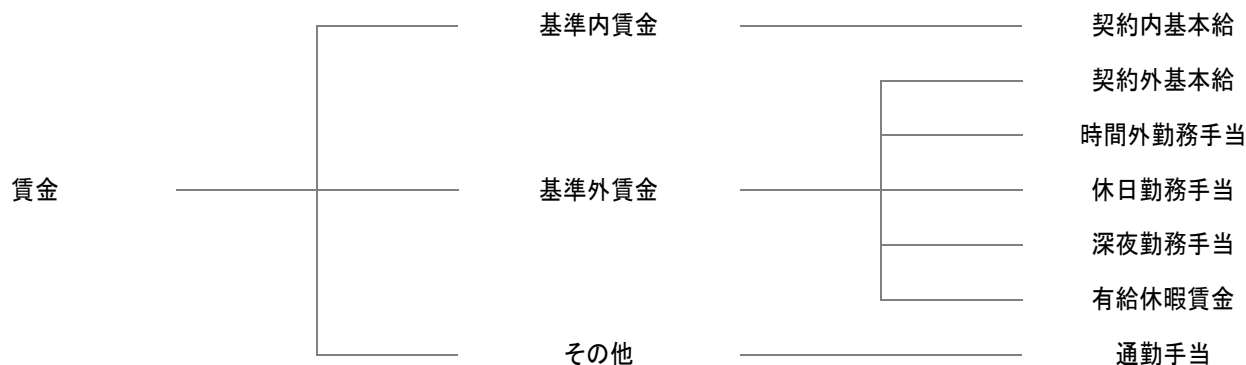 基準内賃金 契約内基本給
契約外基本給
時間外勤務手当
賃金 基準外賃金 休日勤務手当
深夜勤務手当
有給休暇賃金
その他 通勤手当